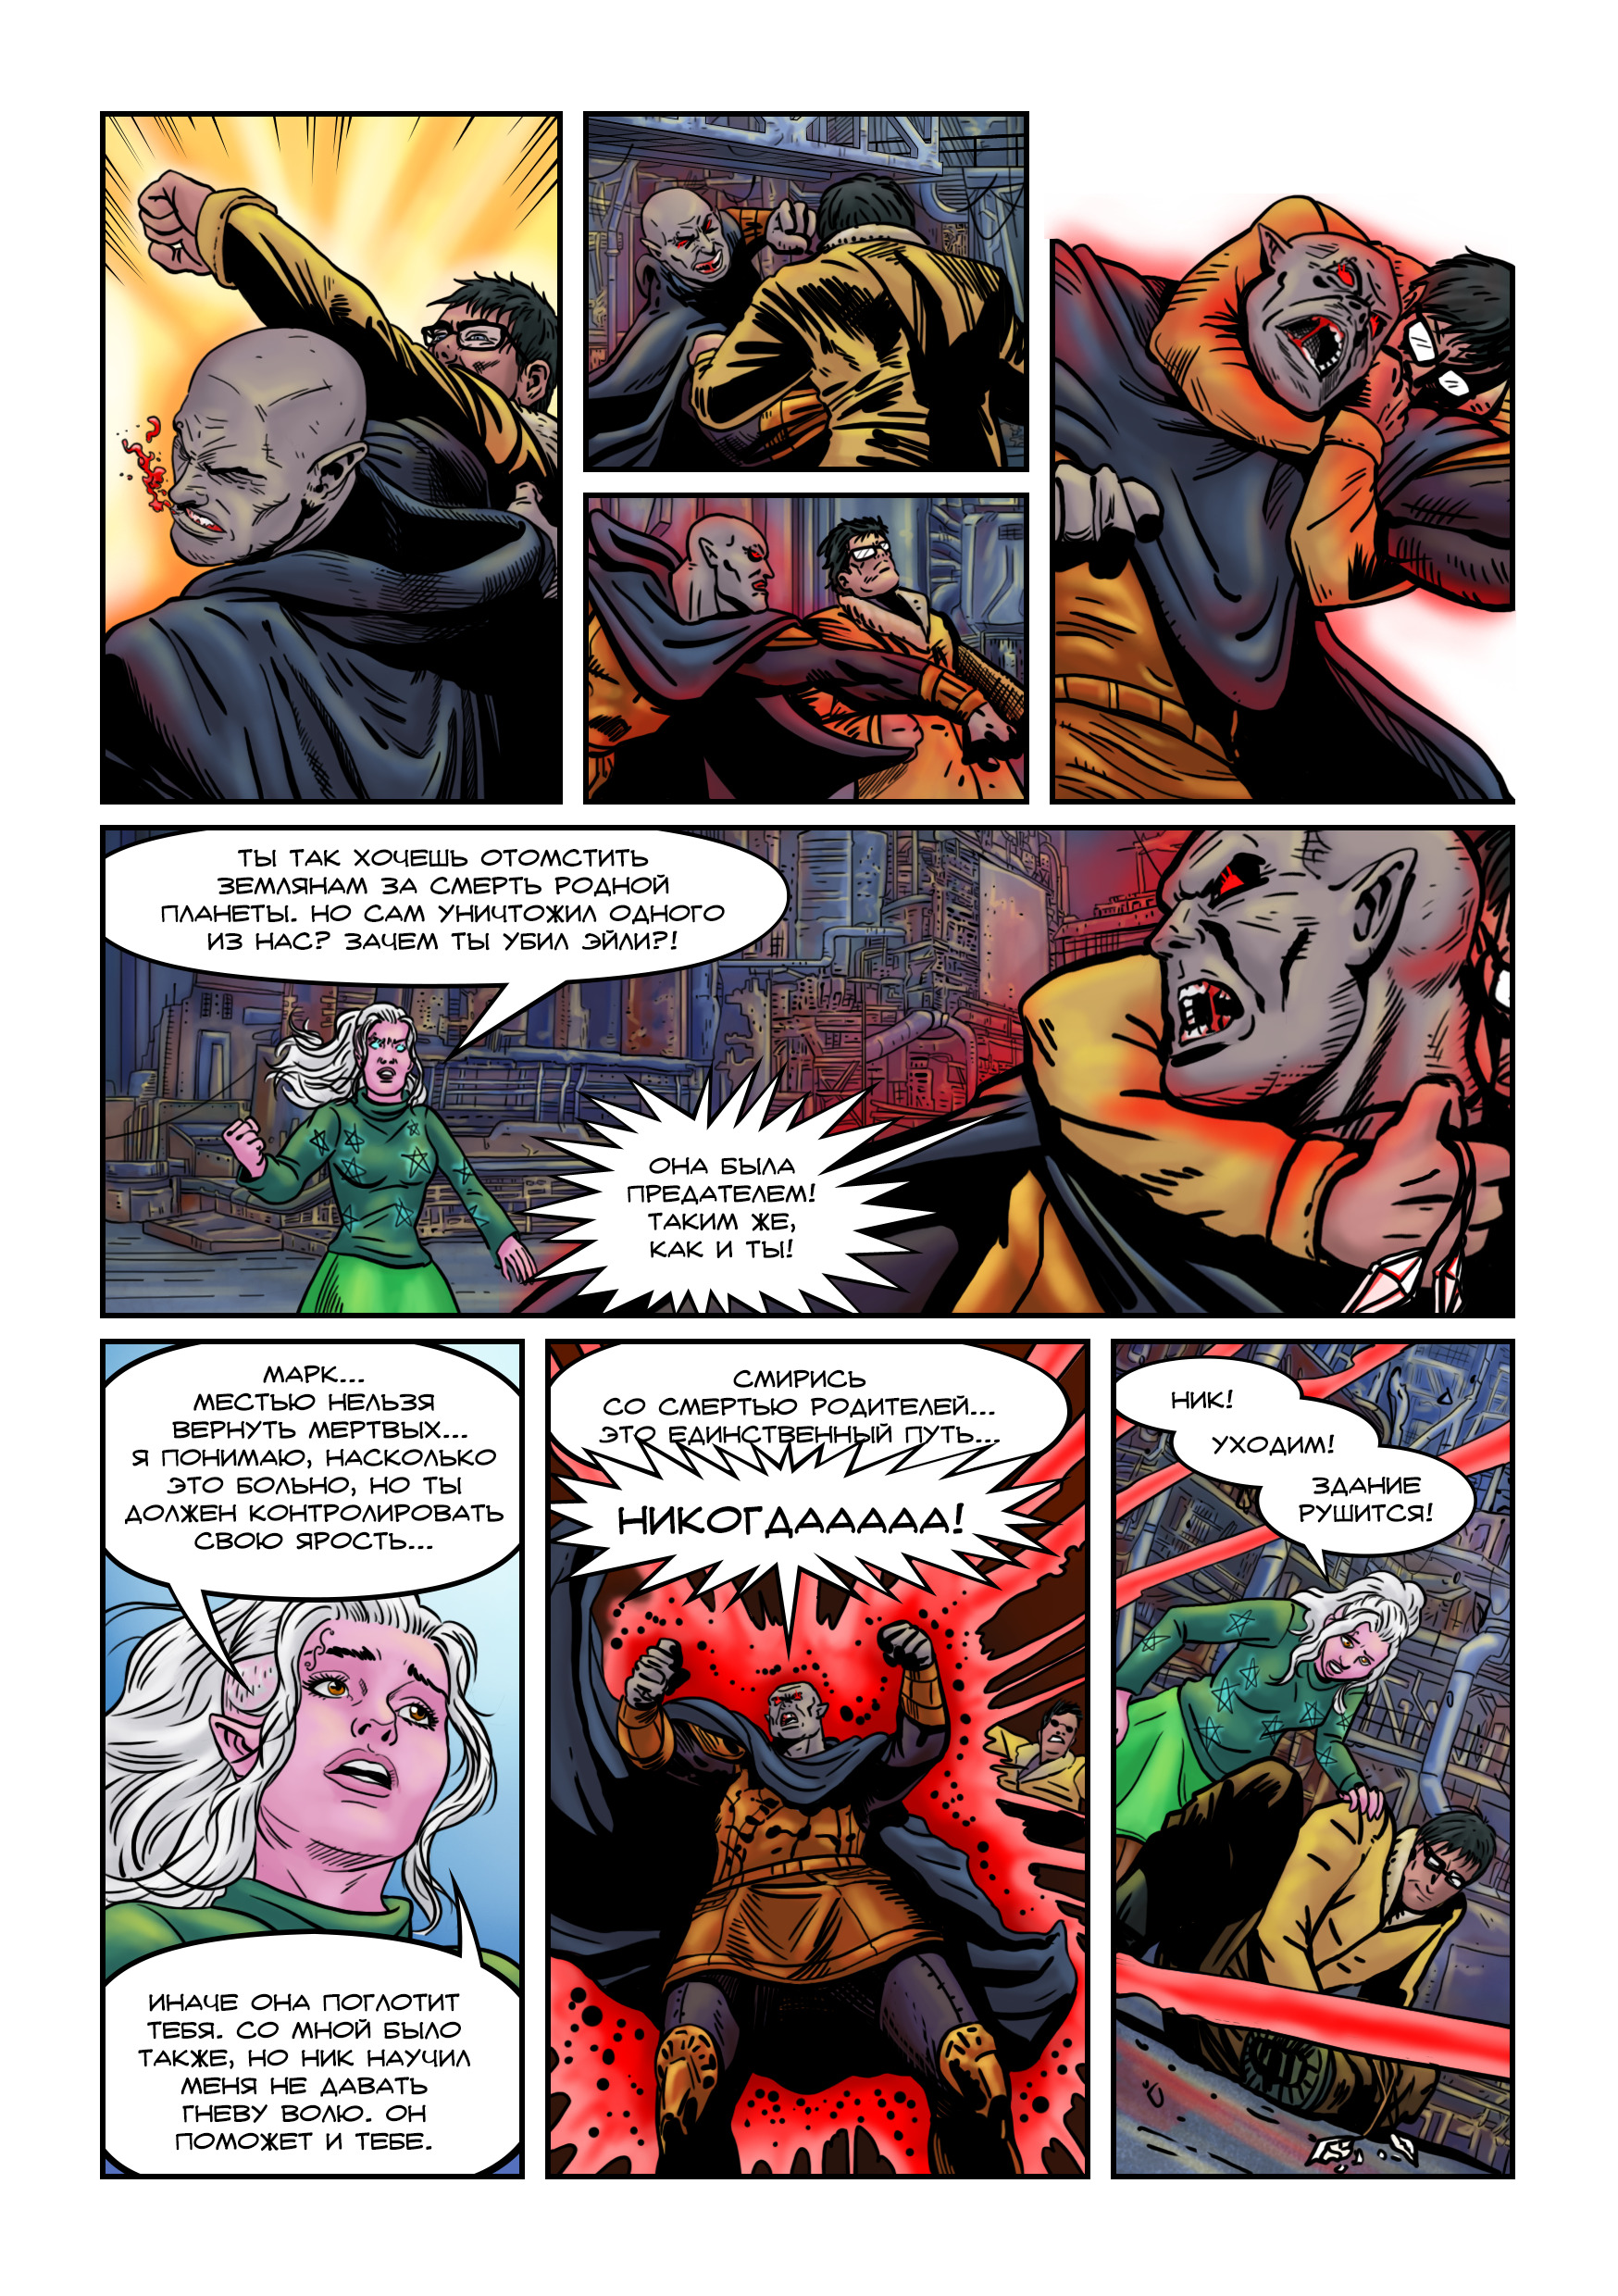 ТЫ ТАК ХОЧЕШЬ ОТОМСТИТЬ
ЗЕМЛЯНАМ ЗА СМЕРТЬ РОДНОЙ
ПЛАНЕТЫ. НО САМ УНИЧТОЖИЛ ОДНОГО
ИЗ НАС? ЗАЧЕМ ТЫ УБИЛ ЭЙЛИ?!
ОНА БЫЛА
ПРЕДАТЕЛЕМ!
ТАКИМ ЖЕ,
КАК И ТЫ!
МАРК...
МЕСТЬЮ НЕЛЬЗЯ
ВЕРНУТЬ МЕРТВЫХ...
Я ПОНИМАЮ, НАСКОЛЬКО
ЭТО БОЛЬНО, НО ТЫ
ДОЛЖЕН КОНТРОЛИРОВАТЬ
СВОЮ ЯРОСТЬ...
ИНАЧЕ ОНА ПОГЛОТИТ
ТЕБЯ. СО МНОЙ БЫЛО
ТАКЖЕ, НО НИК НАУЧИЛ
МЕНЯ НЕ ДАВАТЬ
ГНЕВУ ВОЛЮ. ОН
ПОМОЖЕТ И ТЕБЕ.
СМИРИСЬ
СО СМЕРТЬЮ РОДИТЕЛЕЙ...
ЭТО ЕДИНСТВЕННЫЙ ПУТЬ...
НИКОГДАААААА!
НИК!
УХОДИМ!
ЗДАНИЕ
РУШИТСЯ!